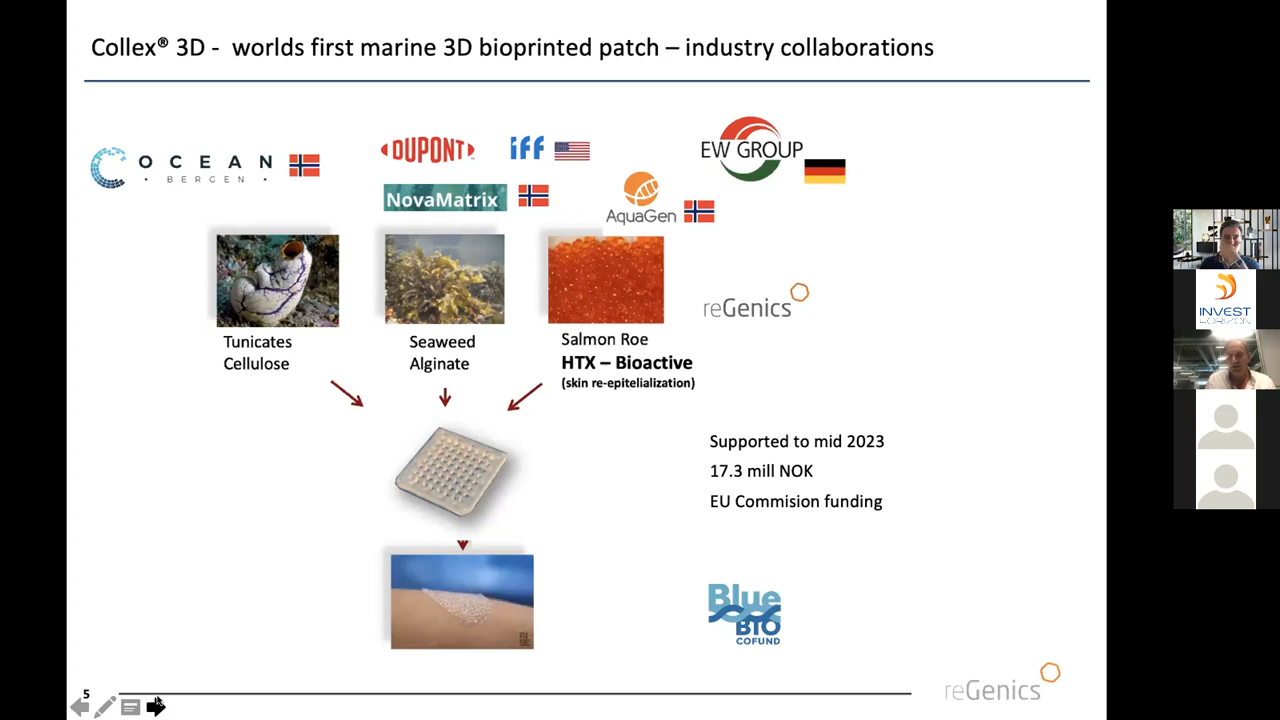 Collex® 3D - worlds first marine 3D bioprinted patch – industry collaborations
OCEAN
• BERGEN •
DUPONT
iff
EW GROUP
NovaMatrix
AquaGen
reGenics
Tunicates
Cellulose
Seaweed
Alginate
Salmon Roe
HTX – Bioactive
(skin re-epitelialization)
Supported to mid 2023
17.3 mill NOK
EU Commision funding
Blue
BIO
COFUND
5
reGenics
INVEST
HORIZON